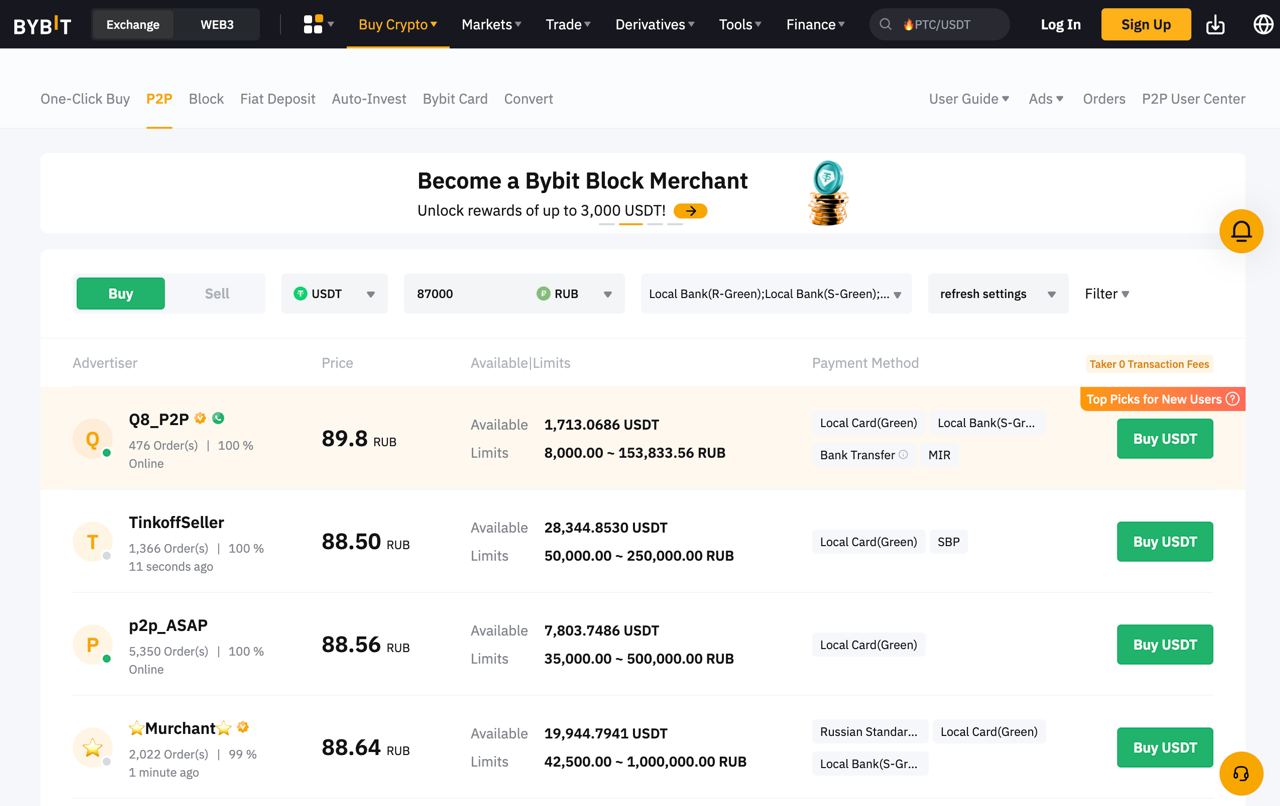 BYBIT Exchange WEB3 Buy Crypto Markets Trade Derivatives Tools Finance 🔥PTC/USDT Log In Sign Up
One-Click Buy P2P Block Fiat Deposit Auto-Invest Bybit Card Convert User Guide Ads Orders P2P User Center
Become a Bybit Block Merchant
Unlock rewards of up to 3,000 USDT!
Buy Sell USDT 87000 RUB Local Bank(R-Green);Local Bank(S-Green);... refresh settings Filter
Advertiser Price Available|Limits Payment Method Taker 0 Transaction Fees
Top Picks for New Users
Q Q8_P2P
476 Order(s) | 100 %
Online
89.8 RUB
Available 1,713.0686 USDT
Limits 8,000.00 ~ 153,833.56 RUB
Local Card(Green) Local Bank(S-Gr...
Bank Transfer MIR
Buy USDT
T TinkoffSeller
1,366 Order(s) | 100 %
11 seconds ago
88.50 RUB
Available 28,344.8530 USDT
Limits 50,000.00 ~ 250,000.00 RUB
Local Card(Green) SBP
Buy USDT
P p2p_ASAP
5,350 Order(s) | 100 %
Online
88.56 RUB
Available 7,803.7486 USDT
Limits 35,000.00 ~ 500,000.00 RUB
Local Card(Green)
Buy USDT
⭐Murchant⭐
2,022 Order(s) | 99 %
1 minute ago
88.64 RUB
Available 19,944.7941 USDT
Limits 42,500.00 ~ 1,000,000.00 RUB
Russian Standar... Local Card(Green)
Local Bank(S-Gr...
Buy USDT